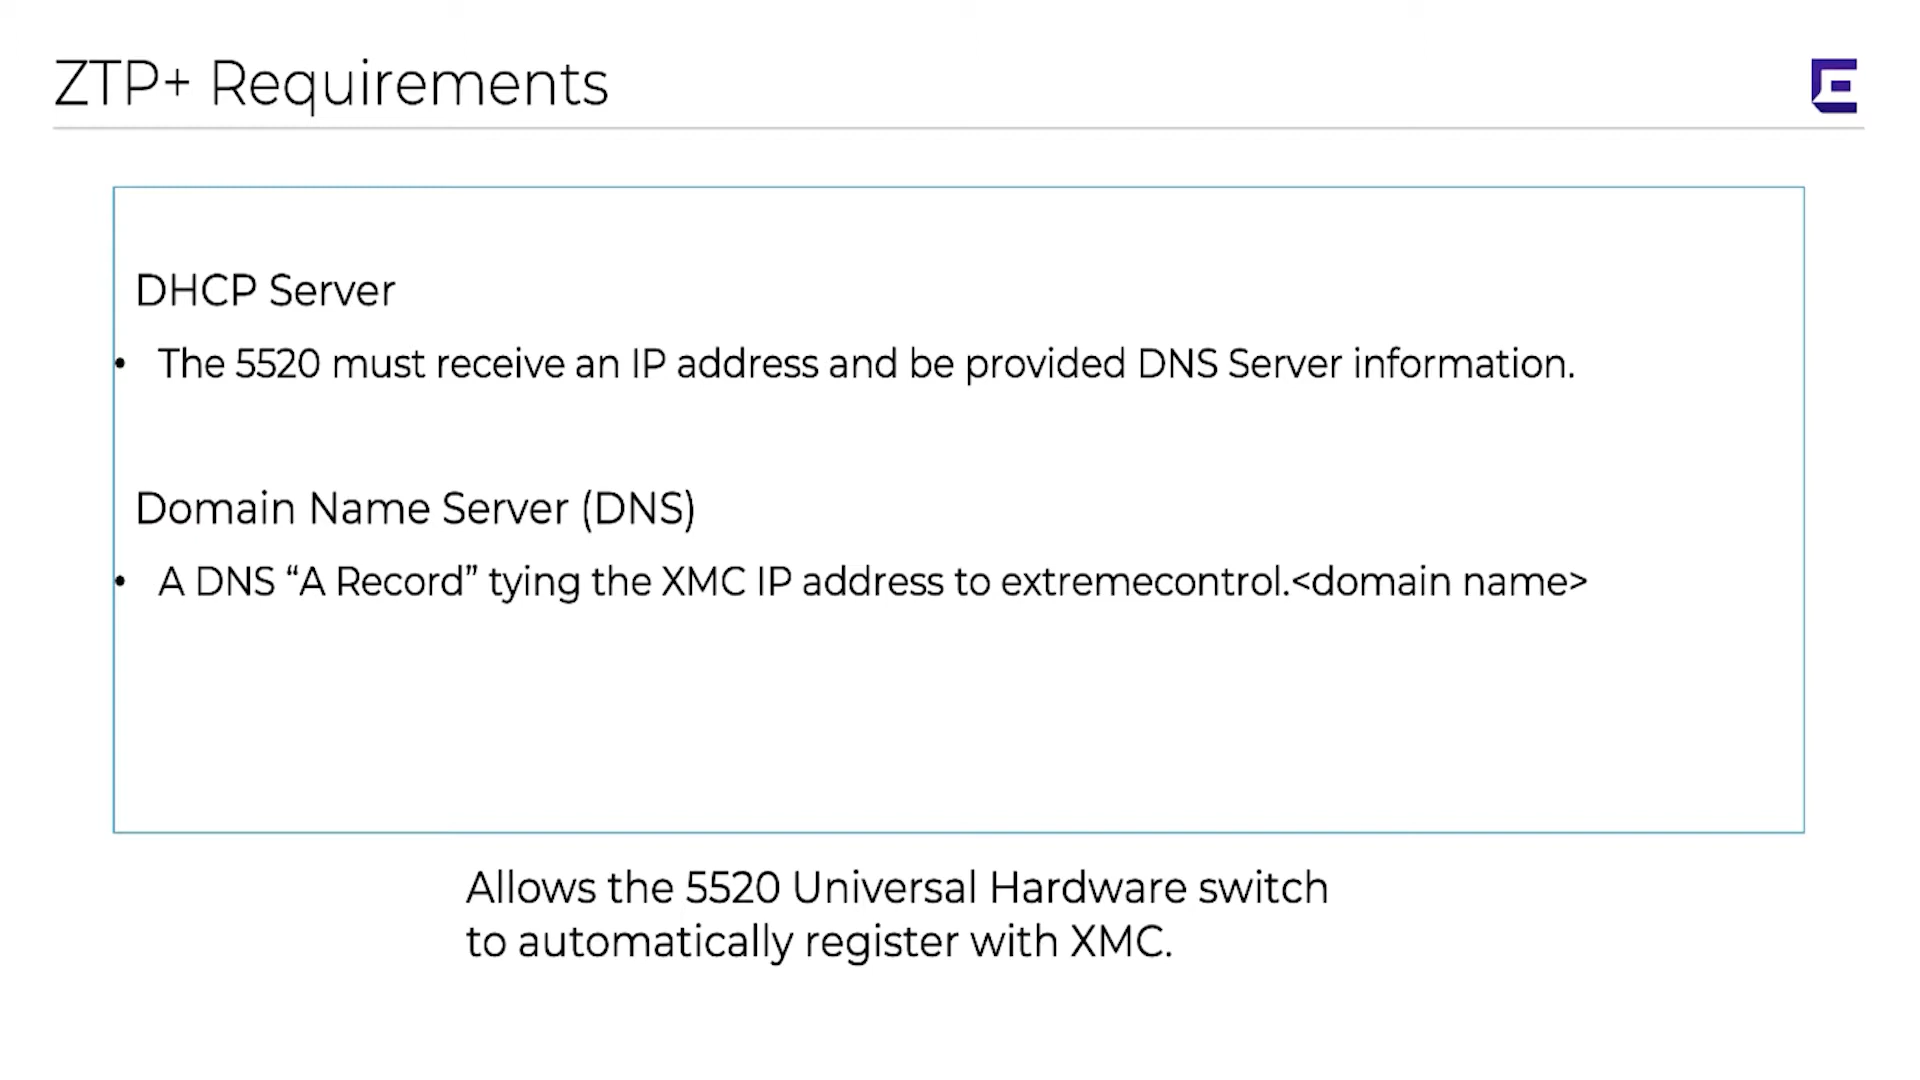 ZTP+ Requirements
DHCP Server
• The 5520 must receive an IP address and be provided DNS Server information.
Domain Name Server (DNS)
• A DNS “A Record” tying the XMC IP address to extremecontrol.<domain name>
Allows the 5520 Universal Hardware switch
to automatically register with XMC.